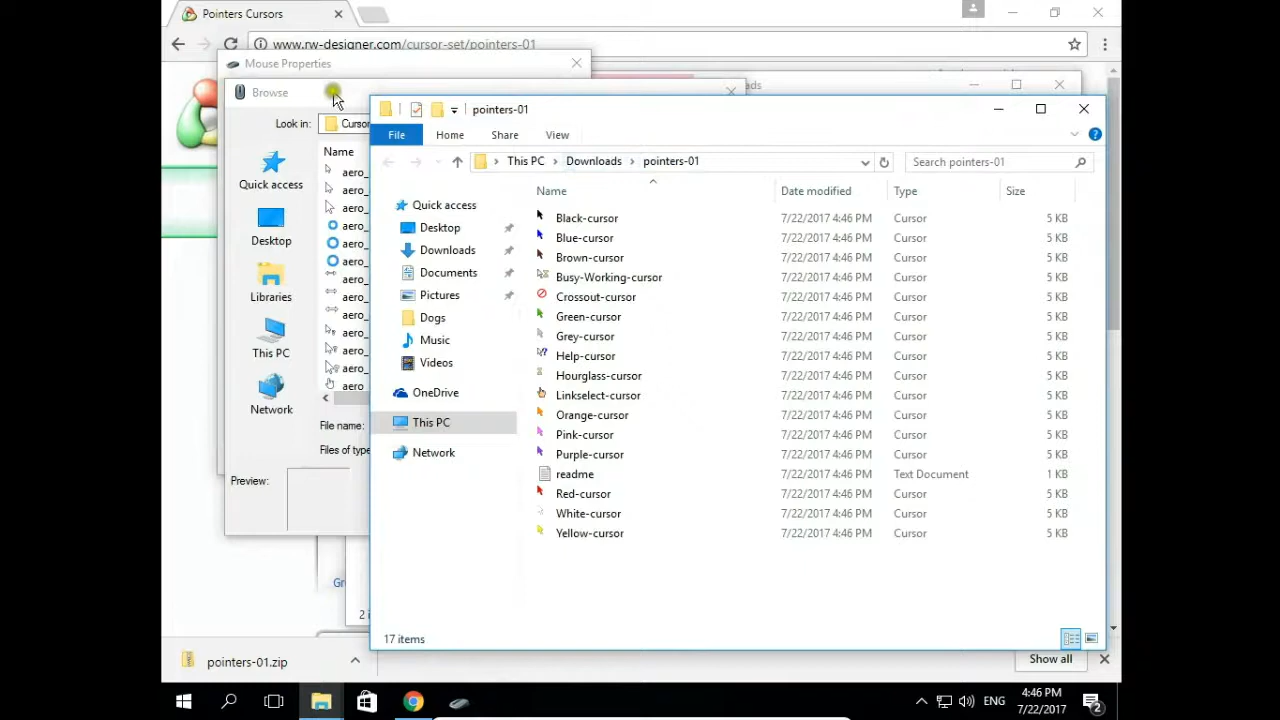 Pointers Cursors
www.rw-designer.com/cursor-set/pointers-01
Mouse Properties
Browse
ads
Look in:
Cursor
Name
Quick access
Desktop
Libraries
This PC
Network
aero_
aero_
aero_
aero_
aero_
aero_
aero_
aero_
aero_
aero_
aero_
aero_
aero
File name:
Files of type
Preview:
Gr
2 i
pointers-01
File
Home
Share
View
This PC
Downloads
pointers-01
Search pointers-01
Quick access
Desktop
Downloads
Documents
Pictures
Dogs
Music
Videos
OneDrive
This PC
Network
Name Date modified Type Size
Black-cursor 7/22/2017 4:46 PM Cursor 5 KB
Blue-cursor 7/22/2017 4:46 PM Cursor 5 KB
Brown-cursor 7/22/2017 4:46 PM Cursor 5 KB
Busy-Working-cursor 7/22/2017 4:46 PM Cursor 5 KB
Crossout-cursor 7/22/2017 4:46 PM Cursor 5 KB
Green-cursor 7/22/2017 4:46 PM Cursor 5 KB
Grey-cursor 7/22/2017 4:46 PM Cursor 5 KB
Help-cursor 7/22/2017 4:46 PM Cursor 5 KB
Hourglass-cursor 7/22/2017 4:46 PM Cursor 5 KB
Linkselect-cursor 7/22/2017 4:46 PM Cursor 5 KB
Orange-cursor 7/22/2017 4:46 PM Cursor 5 KB
Pink-cursor 7/22/2017 4:46 PM Cursor 5 KB
Purple-cursor 7/22/2017 4:46 PM Cursor 5 KB
readme 7/22/2017 4:46 PM Text Document 1 KB
Red-cursor 7/22/2017 4:46 PM Cursor 5 KB
White-cursor 7/22/2017 4:46 PM Cursor 5 KB
Yellow-cursor 7/22/2017 4:46 PM Cursor 5 KB
17 items
pointers-01.zip
Show all
ENG
4:46 PM
7/22/2017
2